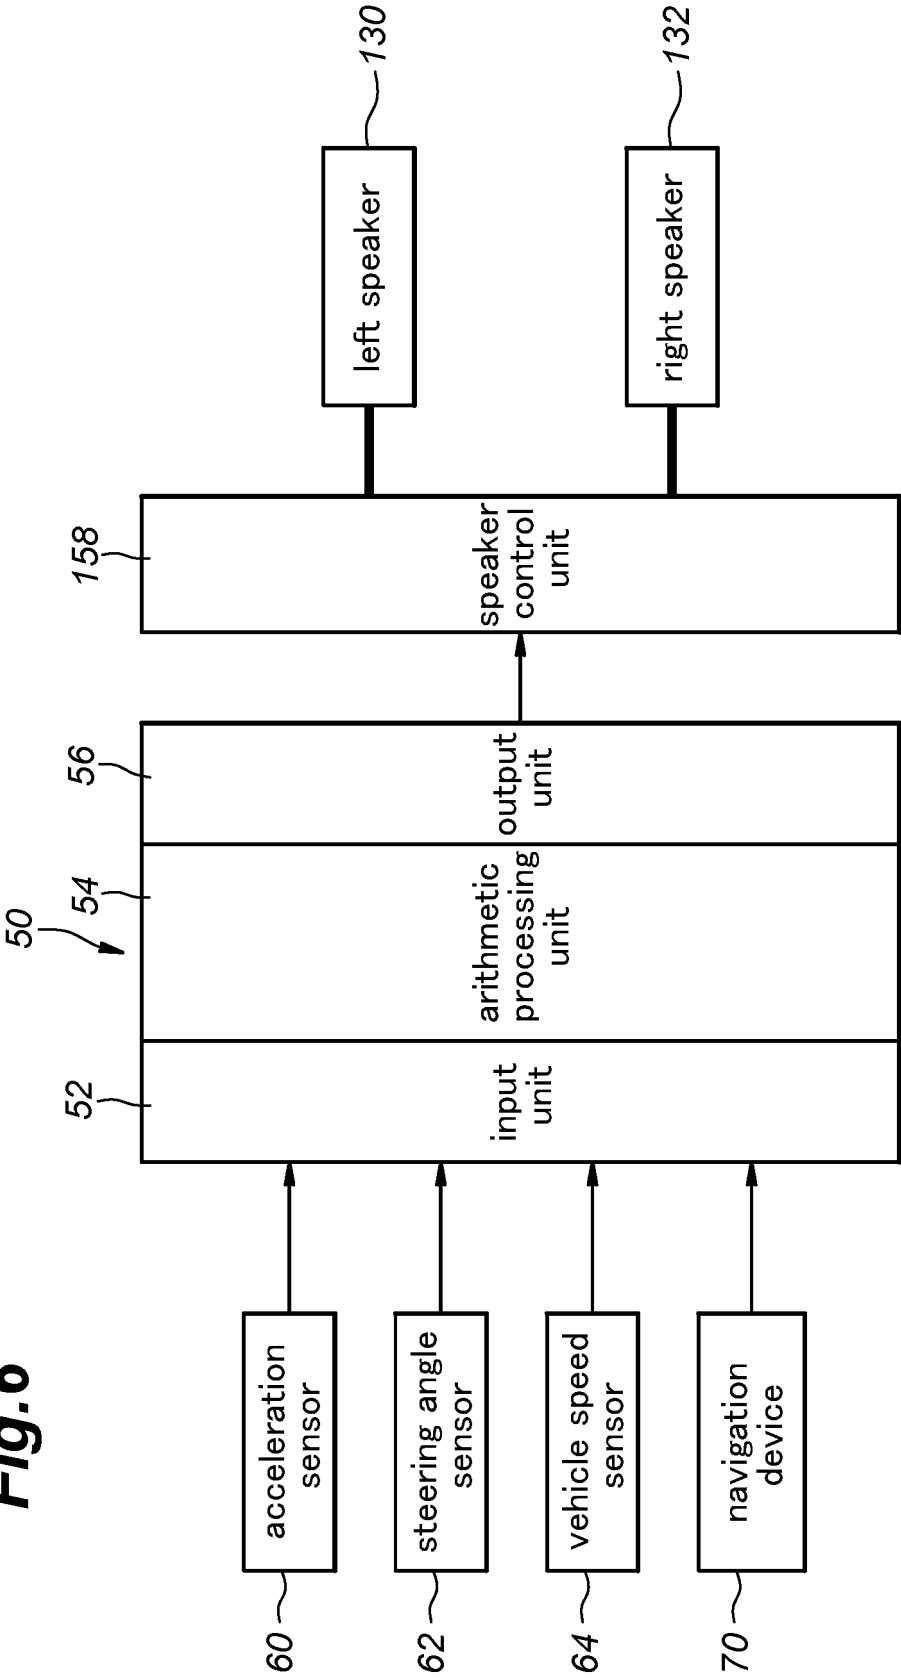 Fig.6
50
52
54
56
158
130
132
60
acceleration
sensor
62
steering angle
sensor
64
vehicle speed
sensor
70
navigation
device
input
unit
arithmetic
processing
unit
output
unit
speaker
control
unit
left speaker
right speaker